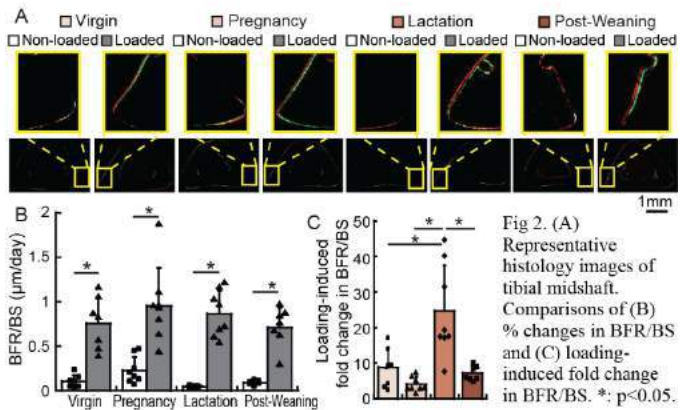 A
Virgin
Pregnancy
Lactation
Post-Weaning
Non-loaded Loaded Non-loaded Loaded Non-loaded Loaded Non-loaded Loaded
1mm
B
BFR/BS (μm/day)
2
1.5
1
0.5
0
*
*
*
*
Virgin Pregnancy Lactation Post-Weaning
C
Loading-induced
fold change in BFR/BS
50
40
30
20
10
0
*
*
*
Fig 2. (A)
Representative
histology images of
tibial midshaft.
Comparisons of (B)
% changes in BFR/BS
and (C) loading-
induced fold change
in BFR/BS. *: p<0.05.